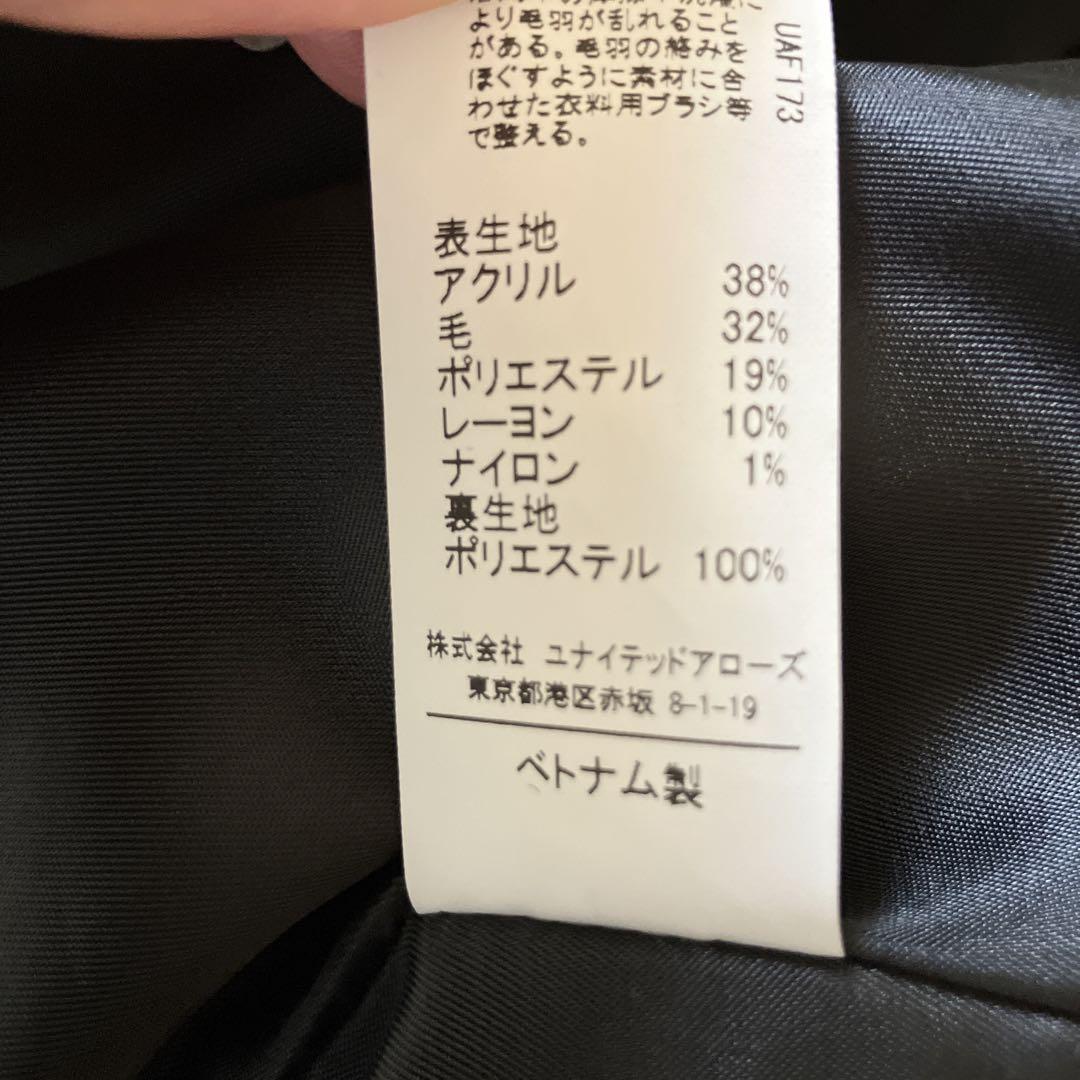 より毛羽が乱れること
がある。毛羽の絡みを
ほぐすように素材に合
わせた衣料用ブラシ等
で整える。
UAF173
表生地
アクリル 38%
毛 32%
ポリエステル 19%
レーヨン 10%
ナイロン 1%
裏生地
ポリエステル 100%
株式会社 ユナイテッドアローズ
東京都港区赤坂 8-1-19
ベトナム製